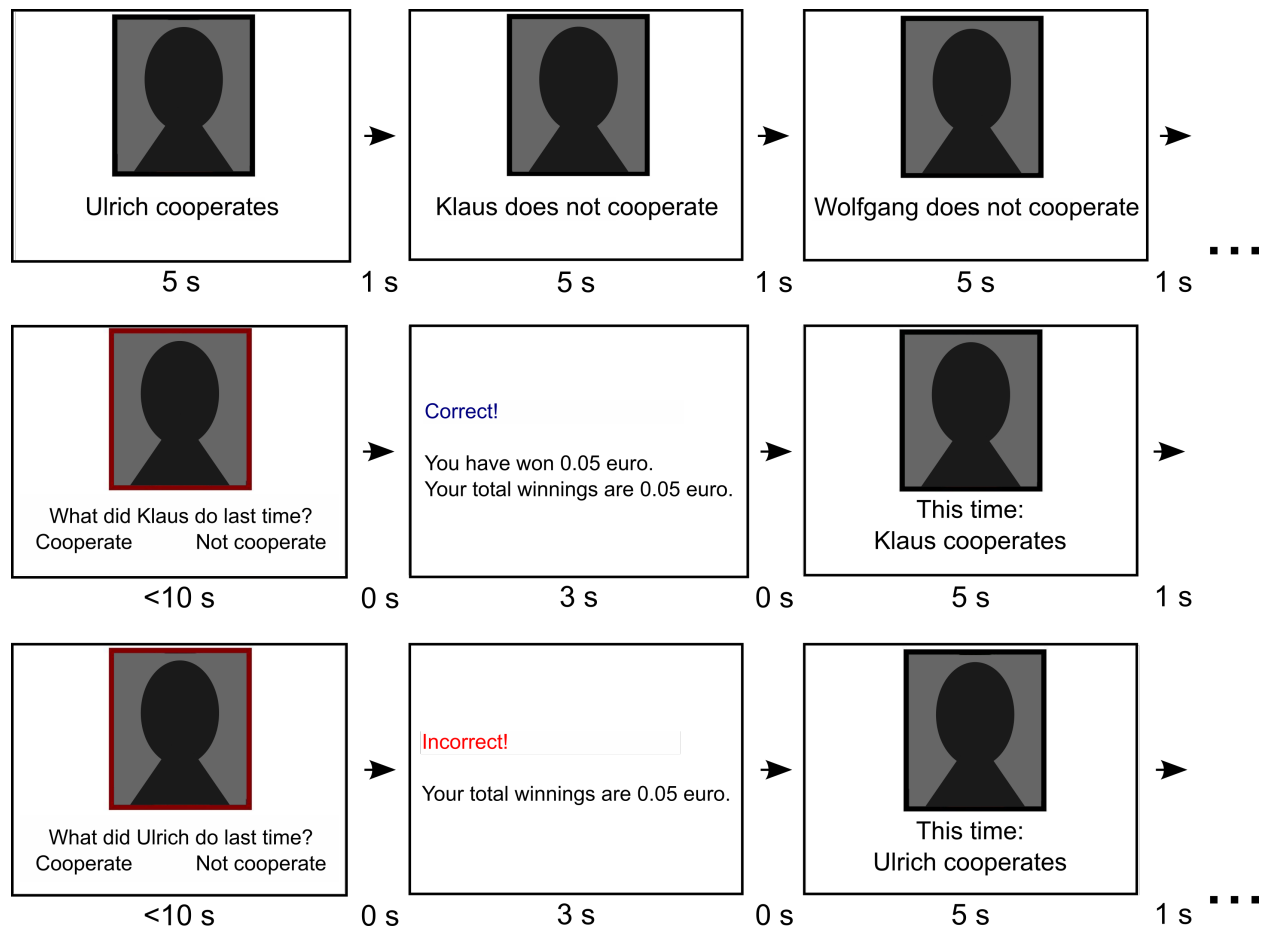 Ulrich cooperates
Klaus does not cooperate
Wolfgang does not cooperate
...
5 s
1 s
5 s
1 s
5 s
1 s
What did Klaus do last time?
Cooperate Not cooperate
Correct!
You have won 0.05 euro.
Your total winnings are 0.05 euro.
This time:
Klaus cooperates
<10 s
0 s
3 s
0 s
5 s
1 s
What did Ulrich do last time?
Cooperate Not cooperate
Incorrect!
Your total winnings are 0.05 euro.
This time:
Ulrich cooperates
...
<10 s
0 s
3 s
0 s
5 s
1 s